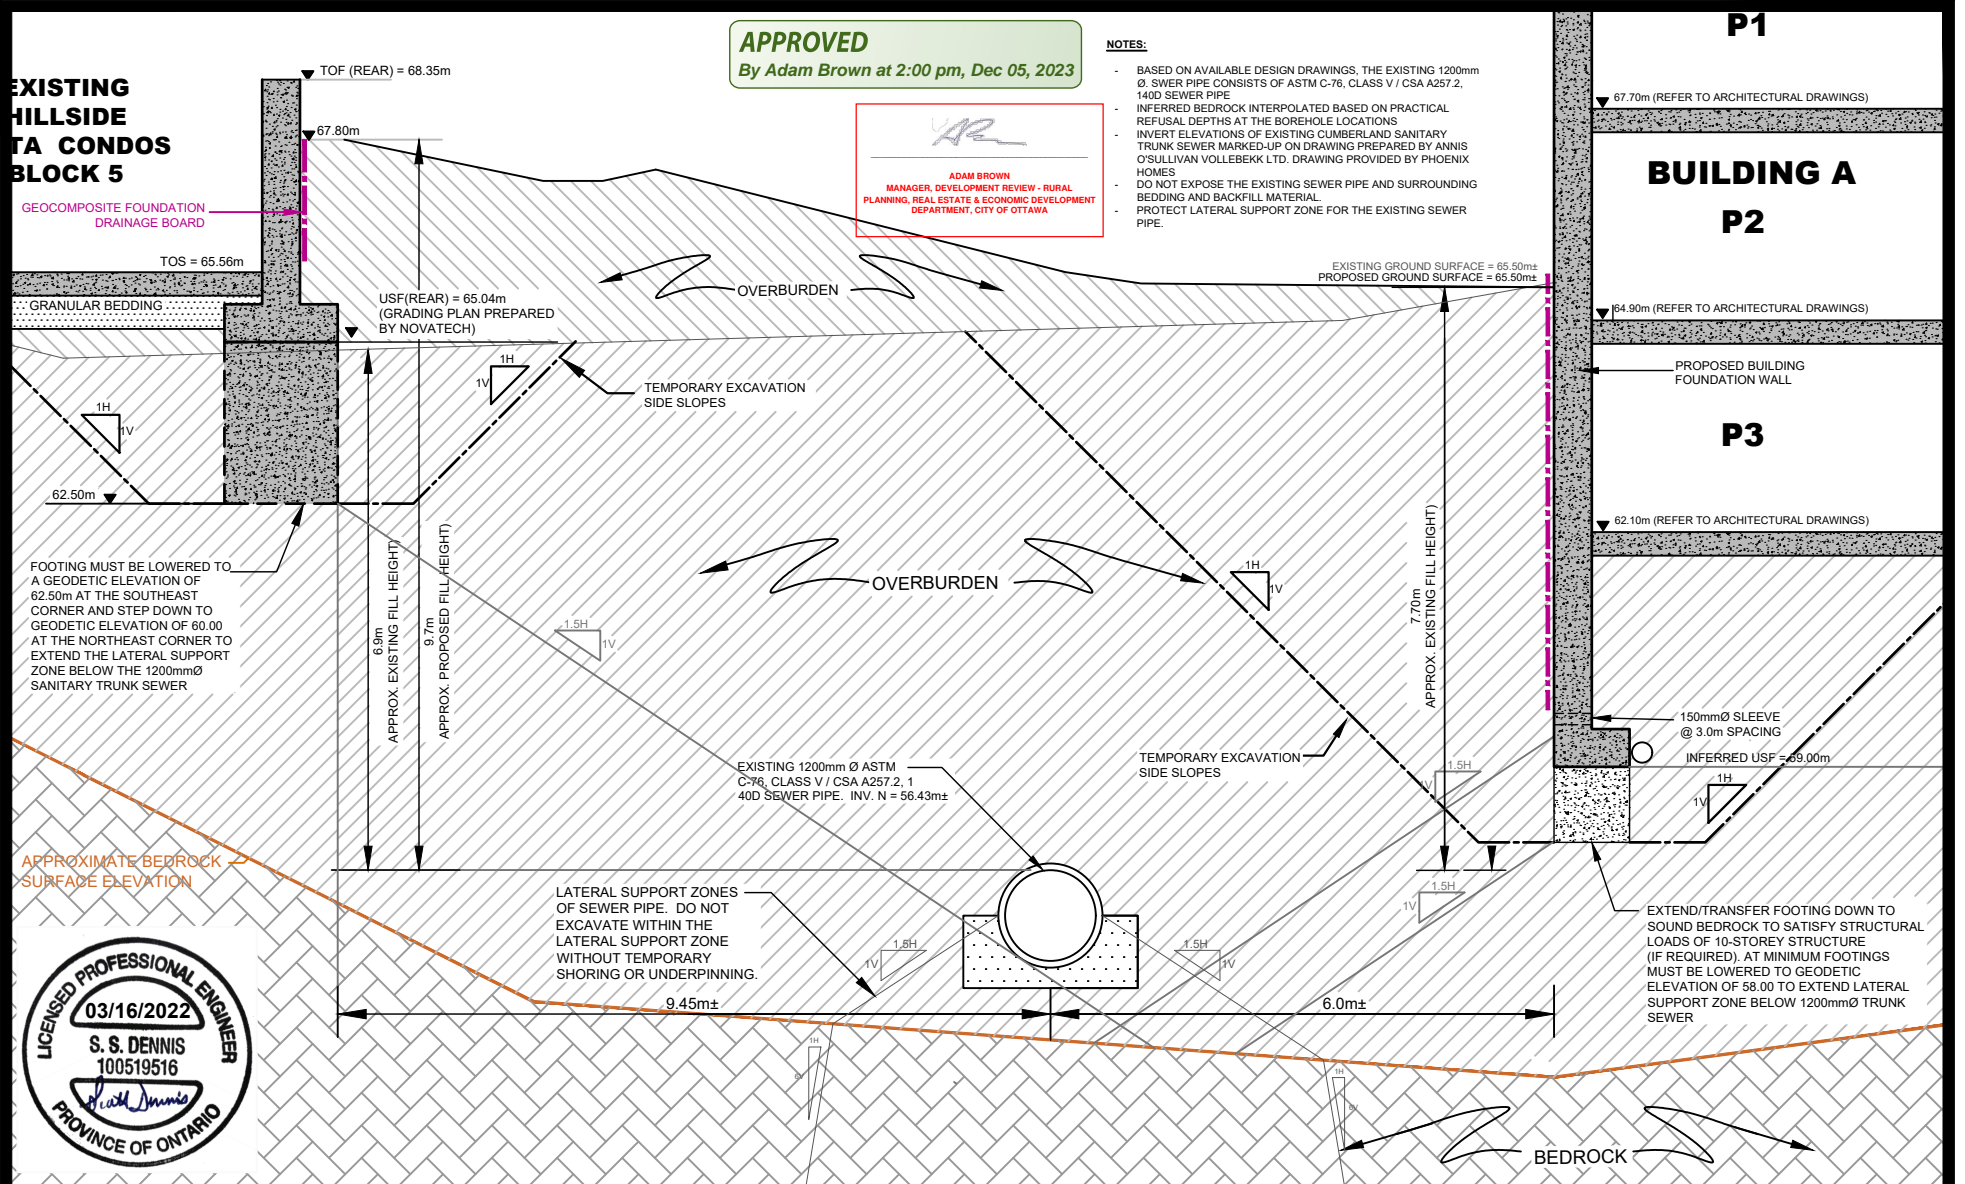 EXISTING
HILLSIDE
TA CONDOS
BLOCK 5
GEOCOMPOSITE FOUNDATION
DRAINAGE BOARD
TOS = 65.56m
GRANULAR BEDDING
TOF (REAR) = 68.35m
67.80m
USF(REAR) = 65.04m
(GRADING PLAN PREPARED
BY NOVATECH)
APPROVED
By Adam Brown at 2:00 pm, Dec 05, 2023
ADAM BROWN
MANAGER, DEVELOPMENT REVIEW - RURAL
PLANNING, REAL ESTATE & ECONOMIC DEVELOPMENT
DEPARTMENT, CITY OF OTTAWA
NOTES:
- BASED ON AVAILABLE DESIGN DRAWINGS, THE EXISTING 1200mm
Ø. SWER PIPE CONSISTS OF ASTM C-76, CLASS V / CSA A257.2,
140D SEWER PIPE
- INFERRED BEDROCK INTERPOLATED BASED ON PRACTICAL
REFUSAL DEPTHS AT THE BOREHOLE LOCATIONS
- INVERT ELEVATIONS OF EXISTING CUMBERLAND SANITARY
TRUNK SEWER MARKED-UP ON DRAWING PREPARED BY ANNIS
O'SULLIVAN VOLLEBEKK LTD. DRAWING PROVIDED BY PHOENIX
HOMES
- DO NOT EXPOSE THE EXISTING SEWER PIPE AND SURROUNDING
BEDDING AND BACKFILL MATERIAL.
- PROTECT LATERAL SUPPORT ZONE FOR THE EXISTING SEWER
PIPE.
P1
67.70m (REFER TO ARCHITECTURAL DRAWINGS)
BUILDING A
P2
EXISTING GROUND SURFACE = 65.50m±
PROPOSED GROUND SURFACE = 65.50m±
64.90m (REFER TO ARCHITECTURAL DRAWINGS)
PROPOSED BUILDING
FOUNDATION WALL
P3
62.10m (REFER TO ARCHITECTURAL DRAWINGS)
OVERBURDEN
1H
1V
TEMPORARY EXCAVATION
SIDE SLOPES
1H
1V
62.50m
FOOTING MUST BE LOWERED TO
A GEODETIC ELEVATION OF
62.50m AT THE SOUTHEAST
CORNER AND STEP DOWN TO
GEODETIC ELEVATION OF 60.00
AT THE NORTHEAST CORNER TO
EXTEND THE LATERAL SUPPORT
ZONE BELOW THE 1200mmØ
SANITARY TRUNK SEWER
6.9m
APPROX. EXISTING FILL HEIGHT)
9.7m
APPROX. PROPOSED FILL HEIGHT)
OVERBURDEN
1.5H
1V
1H
1V
7.70m
APPROX. EXISTING FILL HEIGHT)
TEMPORARY EXCAVATION
SIDE SLOPES
150mmØ SLEEVE
@ 3.0m SPACING
INFERRED USF = 59.00m
1.5H
1V
1H
1V
EXISTING 1200mm Ø ASTM
C-76, CLASS V / CSA A257.2, 1
40D SEWER PIPE. INV. N = 56.43m±
APPROXIMATE BEDROCK
SURFACE ELEVATION
LATERAL SUPPORT ZONES
OF SEWER PIPE. DO NOT
EXCAVATE WITHIN THE
LATERAL SUPPORT ZONE
WITHOUT TEMPORARY
SHORING OR UNDERPINNING.
1.5H
1V
1.5H
1V
1.5H
1V
EXTEND/TRANSFER FOOTING DOWN TO
SOUND BEDROCK TO SATISFY STRUCTURAL
LOADS OF 10-STOREY STRUCTURE
(IF REQUIRED). AT MINIMUM FOOTINGS
MUST BE LOWERED TO GEODETIC
ELEVATION OF 58.00 TO EXTEND LATERAL
SUPPORT ZONE BELOW 1200mmØ TRUNK
SEWER
9.45m±
6.0m±
1H
6V
1H
6V
BEDROCK
LICENSED PROFESSIONAL ENGINEER
03/16/2022
S. S. DENNIS
100519516
Scott Dennis
PROVINCE OF ONTARIO